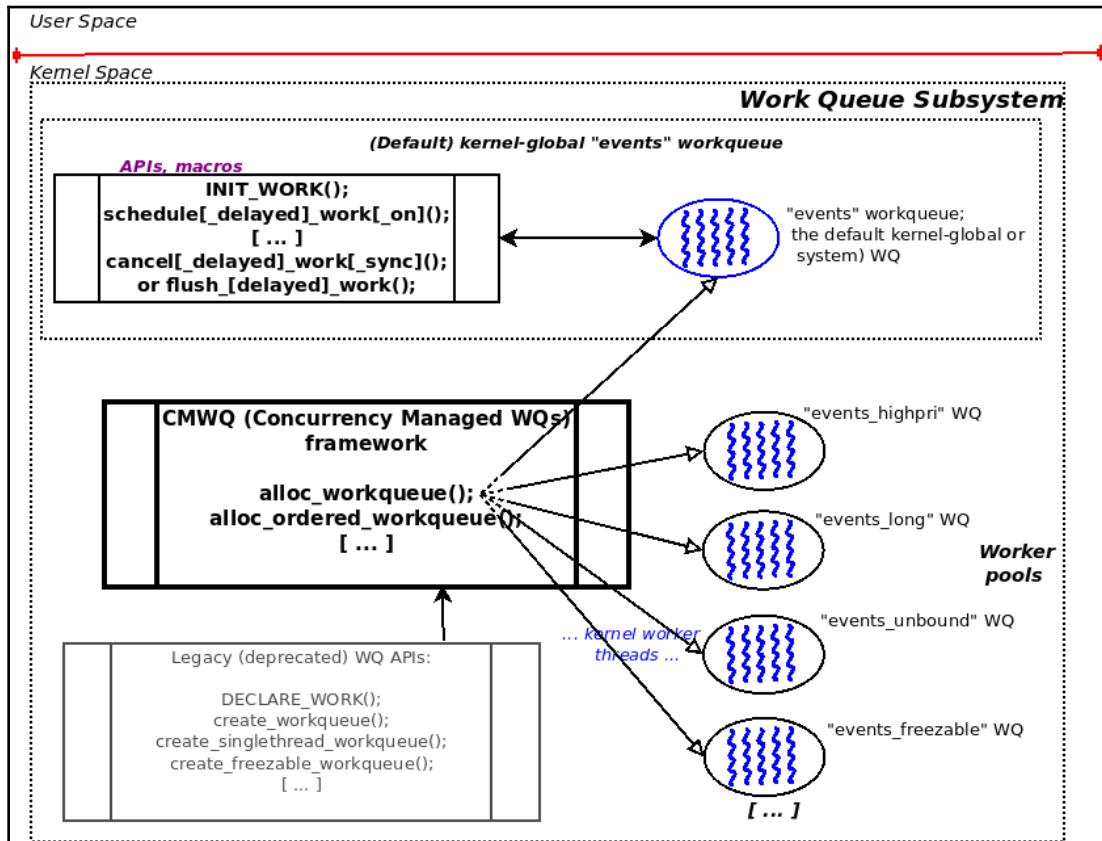 User Space
Kernel Space
Work Queue Subsystem
(Default) kernel-global "events" workqueue
APIs, macros
INIT_WORK();
schedule[_delayed]_work[_on]();
[ ... ]
cancel[_delayed]_work[_sync]();
or flush_[delayed]_work();
"events" workqueue;
the default kernel-global or
system) WQ
CMWQ (Concurrency Managed WQs)
framework
alloc_workqueue();
alloc_ordered_workqueue();
[ ... ]
"events_highpri" WQ
"events_long" WQ
Worker
pools
"events_unbound" WQ
... kernel worker
threads ...
"events_freezable" WQ
[ ... ]
Legacy (deprecated) WQ APIs:
DECLARE_WORK();
create_workqueue();
create_singlethread_workqueue();
create_freezable_workqueue();
[ ... ]